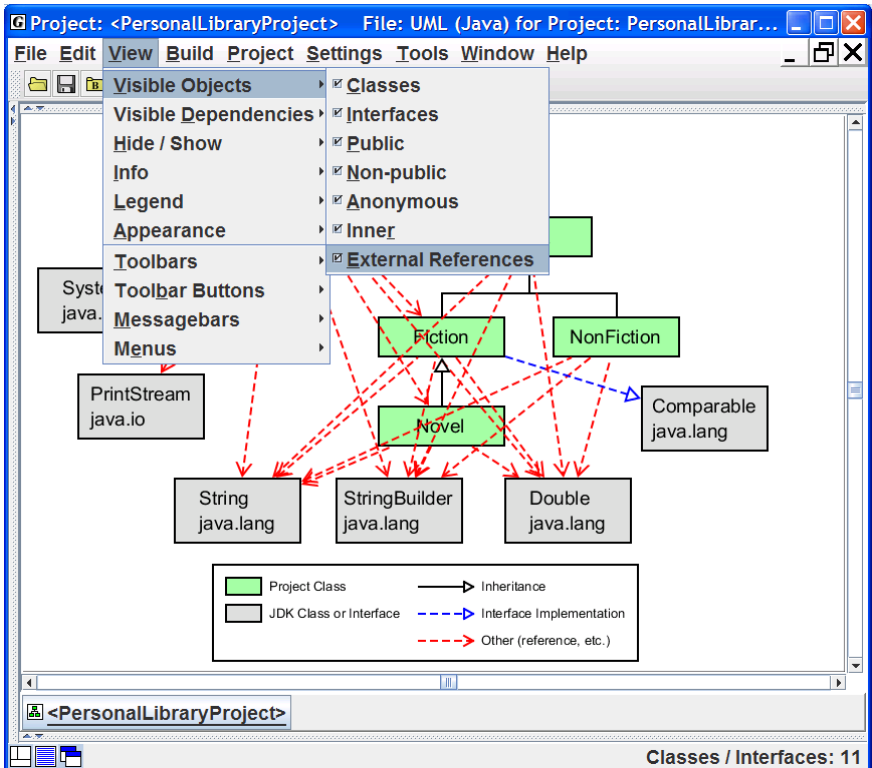 Project: <PersonalLibraryProject> File: UML (Java) for Project: PersonalLibrar...
File Edit View Build Project Settings Tools Window Help
Visible Objects
Visible Dependencies
Hide / Show
Info
Legend
Appearance
Toolbars
Toolbar Buttons
Messagebars
Menus
Classes
Interfaces
Public
Non-public
Anonymous
Inner
External References
Syste
java.
Fiction
NonFiction
PrintStream
java.io
Comparable
java.lang
Novel
String
java.lang
StringBuilder
java.lang
Double
java.lang
Project Class
Inheritance
JDK Class or Interface
Interface Implementation
Other (reference, etc.)
<PersonalLibraryProject>
Classes / Interfaces: 11